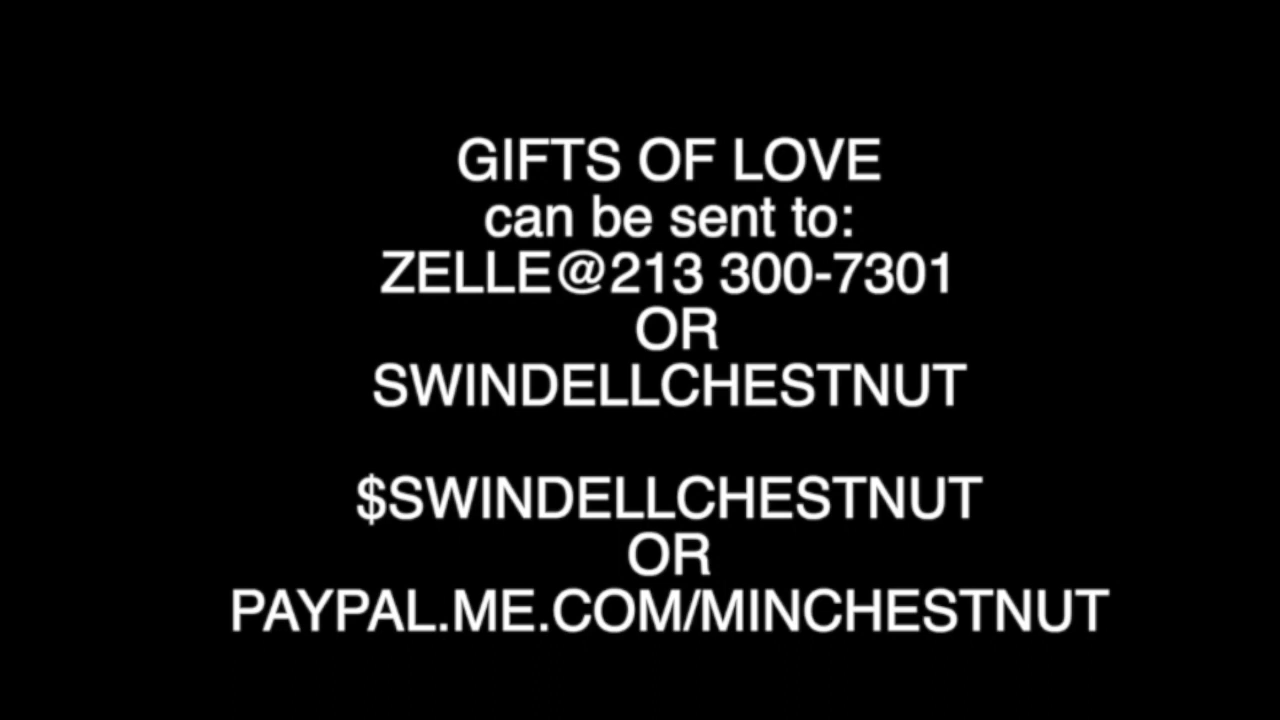 GIFTS OF LOVE
can be sent to:
ZELLE@213 300-7301
OR
SWINDELLCHESTNUT
$SWINDELLCHESTNUT
OR
PAYPAL.ME.COM/MINCHESTNUT